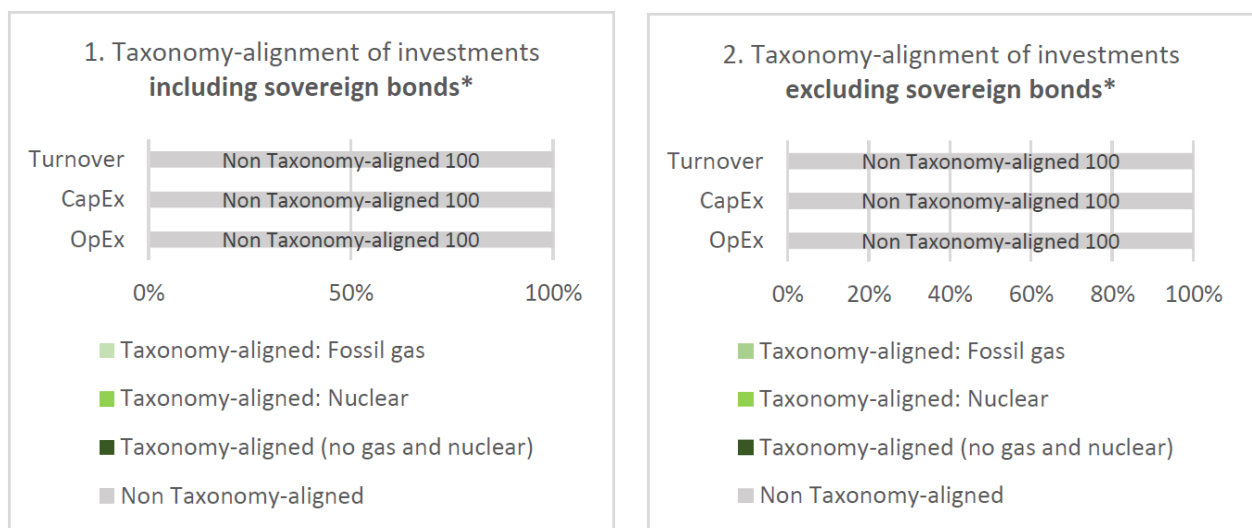 1. Taxonomy-alignment of investments
including sovereign bonds*
Turnover
Non Taxonomy-aligned 100
CapEx
Non Taxonomy-aligned 100
OpEx
Non Taxonomy-aligned 100
0% 50% 100%
Taxonomy-aligned: Fossil gas
Taxonomy-aligned: Nuclear
Taxonomy-aligned (no gas and nuclear)
Non Taxonomy-aligned
2. Taxonomy-alignment of investments
excluding sovereign bonds*
Turnover
Non Taxonomy-aligned 100
CapEx
Non Taxonomy-aligned 100
OpEx
Non Taxonomy-aligned 100
0% 20% 40% 60% 80% 100%
Taxonomy-aligned: Fossil gas
Taxonomy-aligned: Nuclear
Taxonomy-aligned (no gas and nuclear)
Non Taxonomy-aligned